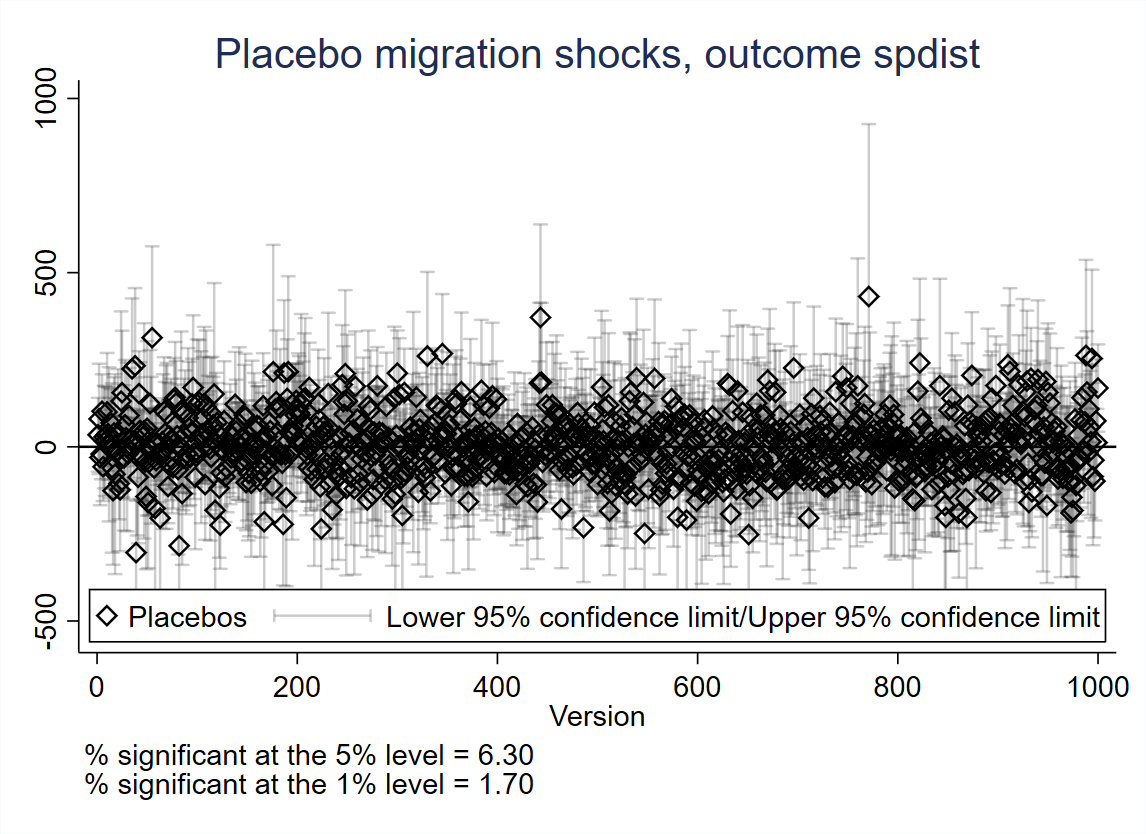 Placebo migration shocks, outcome spdist
1000
500
0
-500
Placebos
Lower 95% confidence limit/Upper 95% confidence limit
0 200 400 600 800 1000
Version
% significant at the 5% level = 6.30
% significant at the 1% level = 1.70